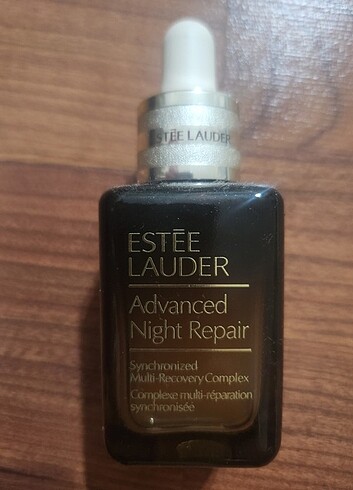 ESTĒE LAUDER
ESTĒE
LAUDER
Advanced
Night Repair
Synchronized
Multi-Recovery Complex
Complexe multi-réparation
synchronisée